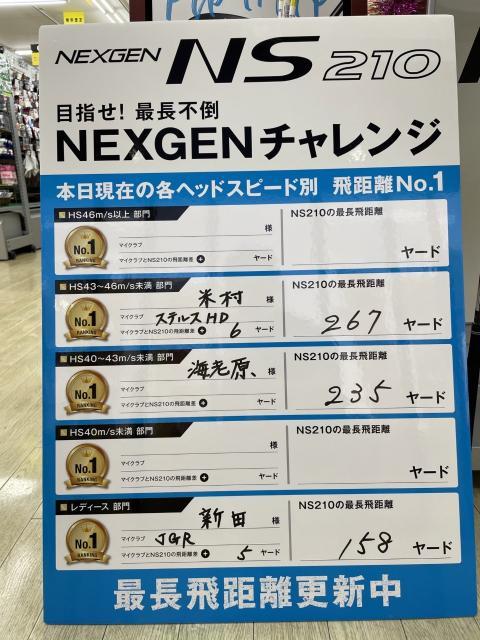 NEXGEN NS 210
目指せ! 最長不倒
NEXGENチャレンジ
本日現在の各ヘッドスピード別 飛距離No.1
HS46m/s以上 部門
様
No.1
RANKING
マイクラブ
マイクラブとNS210の飛距離差 + ヤード
NS210の最長飛距離
ヤード
HS43~46m/s未満 部門
米村 様
No.1
RANKING
マイクラブ ステルスHD
マイクラブとNS210の飛距離差 + 6 ヤード
NS210の最長飛距離
267 ヤード
HS40~43m/s未満 部門
海老原 様
No.1
RANKING
マイクラブ
マイクラブとNS210の飛距離差 + ヤード
NS210の最長飛距離
235 ヤード
HS40m/s未満 部門
様
No.1
RANKING
マイクラブ
マイクラブとNS210の飛距離差 + ヤード
NS210の最長飛距離
ヤード
レディース 部門
新田 様
No.1
RANKING
マイクラブ JGR
マイクラブとNS210の飛距離差 + 5 ヤード
NS210の最長飛距離
158 ヤード
最長飛距離更新中